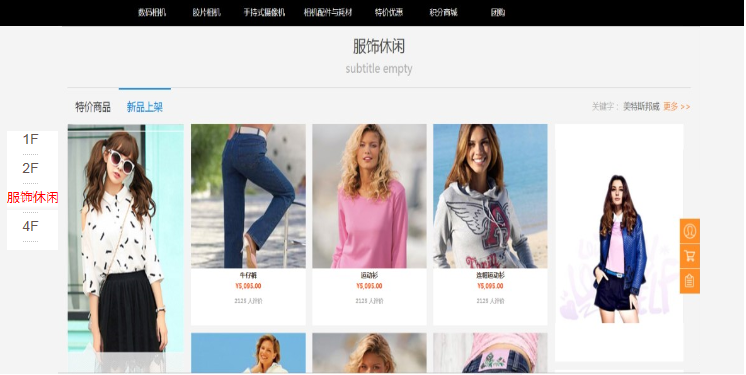 数码相机 胶片相机 手持式摄像机 相机配件与耗材 特价优惠 积分商城 团购
服饰休闲
subtitle empty
特价商品 新品上架 关键字： 美特斯邦威 更多 >>
1F
2F
服饰休闲
4F
牛仔裤 运动衫 连帽运动衫
¥5,095.00 ¥5,095.00 ¥5,095.00
2125 人评价 2125 人评价 2125 人评价